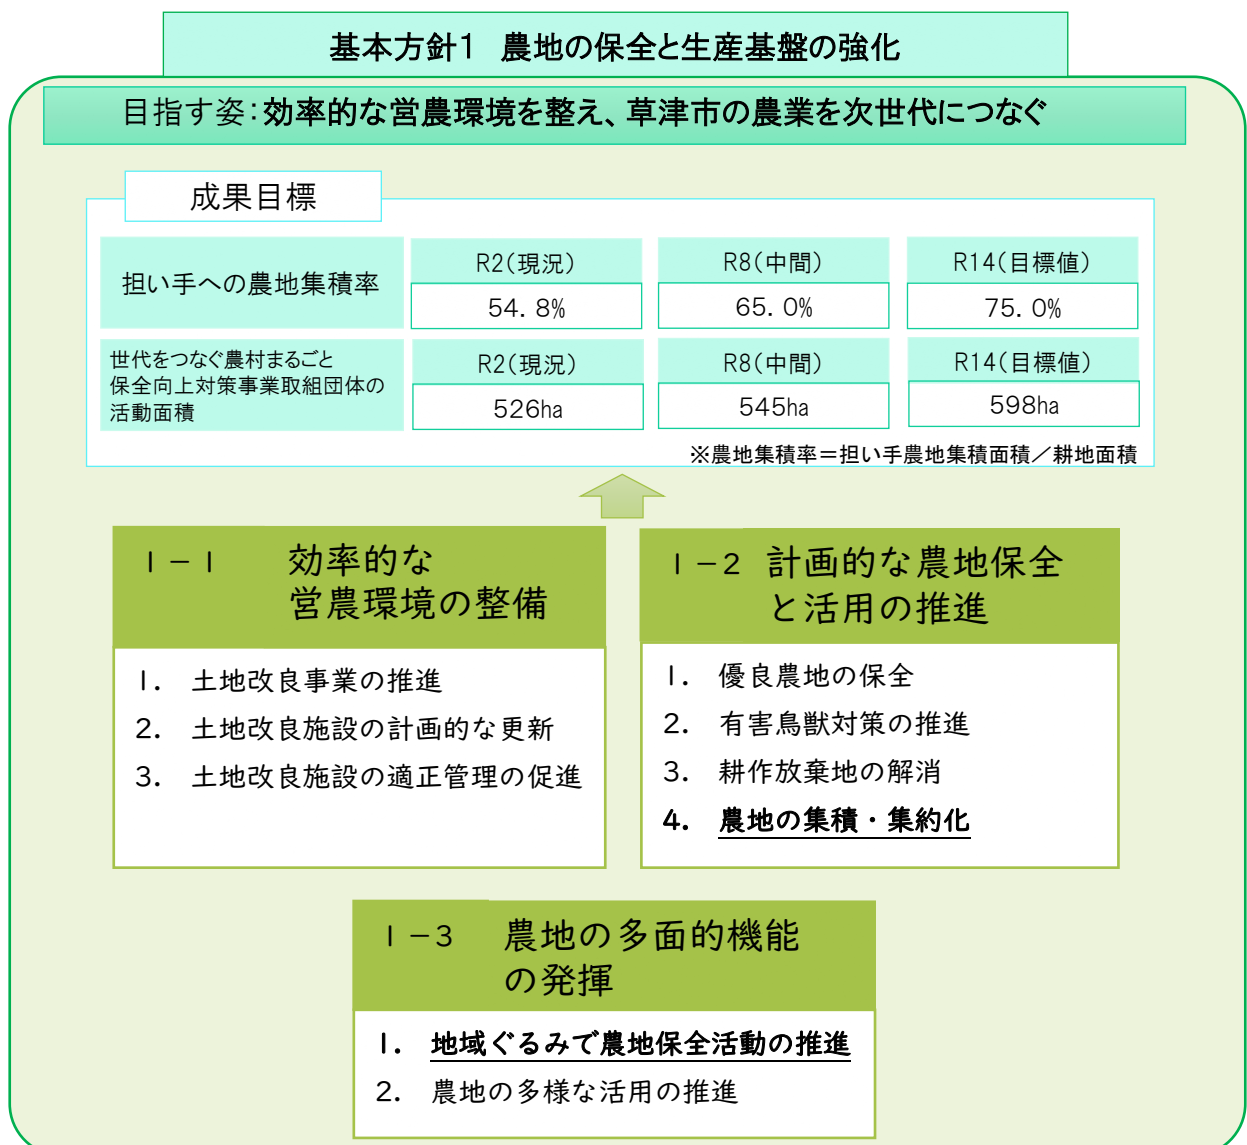 基本方針1　農地の保全と生産基盤の強化
目指す姿：効率的な営農環境を整え、草津市の農業を次世代につなぐ
成果目標
担い手への農地集積率
R2(現況)
R8(中間)
R14(目標値)
54．8%
65．0%
75．0%
世代をつなぐ農村まるごと
保全向上対策事業取組団体の
活動面積
R2(現況)
R8(中間)
R14(目標値)
526ha
545ha
598ha
※農地集積率＝担い手農地集積面積／耕地面積
1－1　効率的な
営農環境の整備
1．土地改良事業の推進
2．土地改良施設の計画的な更新
3．土地改良施設の適正管理の促進
1－2 計画的な農地保全
と活用の推進
1．優良農地の保全
2．有害鳥獣対策の推進
3．耕作放棄地の解消
4．農地の集積・集約化
1－3　農地の多面的機能
の発揮
1．地域ぐるみで農地保全活動の推進
2．農地の多様な活用の推進